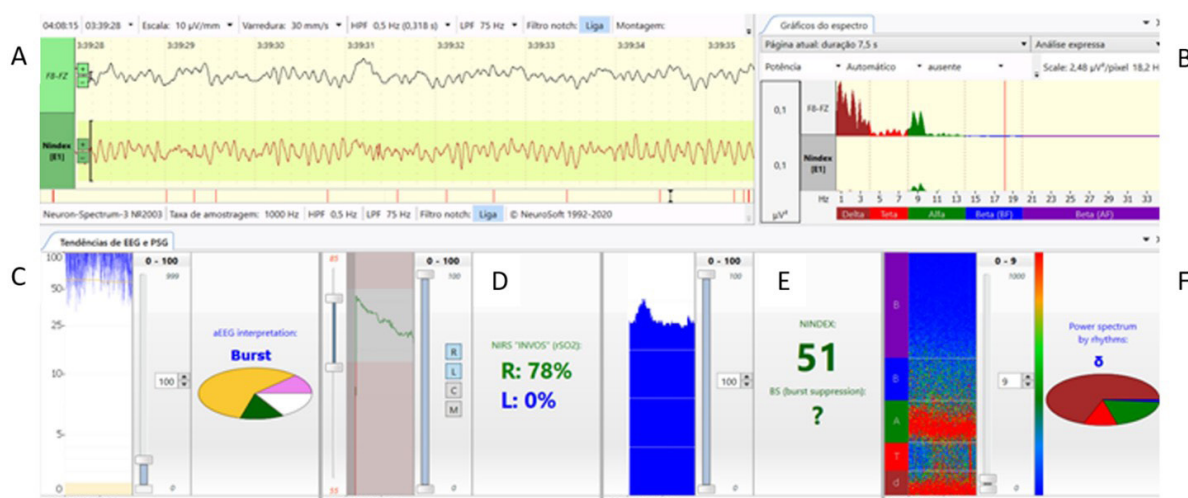 A
04:08:15 03:39:28 Escala: 10 µV/mm Varredura: 30 mm/s HPF 0,5 Hz (0,318 s) LPF 75 Hz Filtro notch: Liga Montagem:
3:39:28 3:39:29 3:39:30 3:39:31 3:39:32 3:39:33 3:39:34 3:39:35
F8-FZ
Nindex
[E1]
Neuron-Spectrum-3 NR2003 Taxa de amostragem: 1000 Hz HPF 0,5 Hz LPF 75 Hz Filtro notch: Liga © NeuroSoft 1992-2020
B
Gráficos do espectro
Página atual: duração 7,5 s Análise expressa
Potência Automático ausente Scale: 2,48 µV²/pixel 18,2 H
0,1 F8-FZ
0,1 Nindex
[E1]
Hz 1 3 5 7 9 11 13 15 17 19 21 23 25 27 29 31 33
µV² Delta Teta Alfa Beta (BF) Beta (AF)
Tendências de EEG e PSG
C
100
50
25
10
5
0
0 - 100
999
100
0
aEEG interpretation:
Burst
85
55
0 - 100
100
0
R
L
C
M
D
NIRS "INVOS" (rSO2)
R: 78%
L: 0%
0 - 100
100
100
0
E
NINDEX:
51
BS (burst suppression):
?
B
B
A
T
d
0 - 9
1000
9
0
F
Power spectrum
by rhythms:
δ